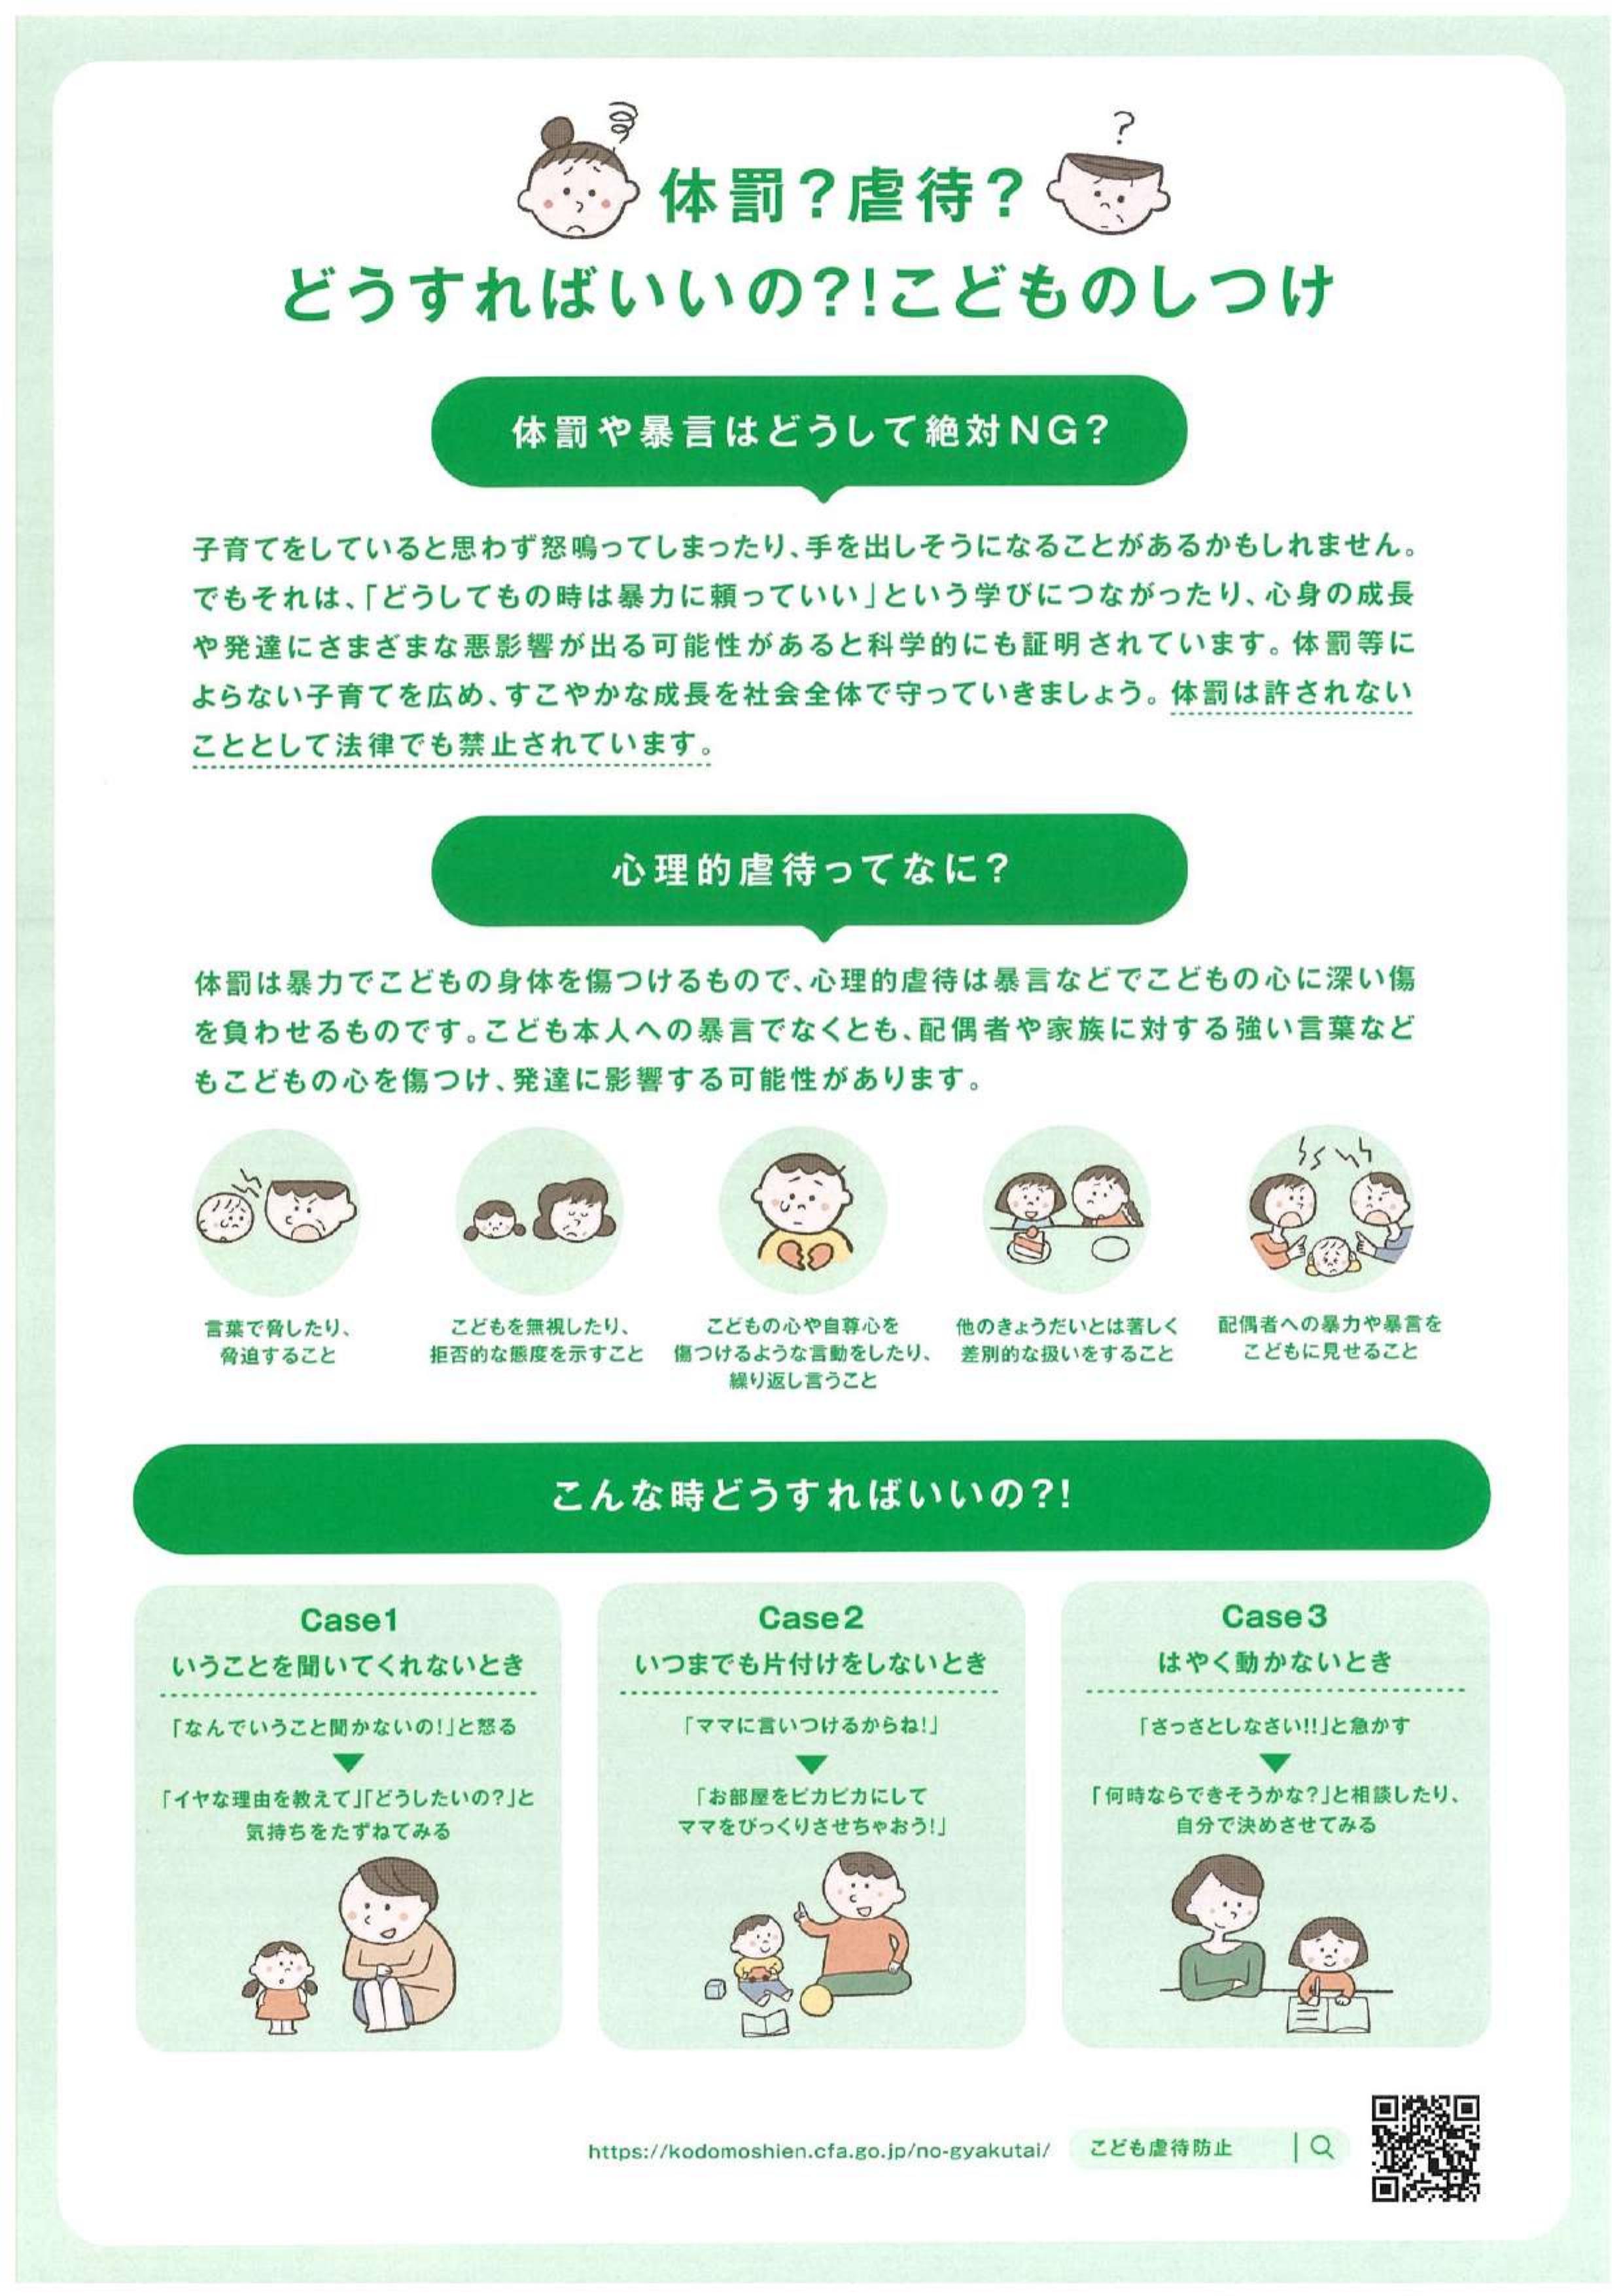 体罰?虐待?
どうすればいいの?!こどものしつけ
体罰や暴言はどうして絶対NG?
子育てをしていると思わず怒鳴ってしまったり、手を出しそうになることがあるかもしれません。
でもそれは、「どうしてもの時は暴力に頼っていい」という学びにつながったり、心身の成長
や発達にさまざまな悪影響が出る可能性があると科学的にも証明されています。体罰等に
よらない子育てを広め、すこやかな成長を社会全体で守っていきましょう。体罰は許されない
こととして法律でも禁止されています。
心理的虐待ってなに?
体罰は暴力でこどもの身体を傷つけるもので、心理的虐待は暴言などでこどもの心に深い傷
を負わせるものです。こども本人への暴言でなくとも、配偶者や家族に対する強い言葉など
もこどもの心を傷つけ、発達に影響する可能性があります。
言葉で脅したり、
脅迫すること
こどもを無視したり、
拒否的な態度を示すこと
こどもの心や自尊心を
傷つけるような言動をしたり、
繰り返し言うこと
他のきょうだいとは著しく
差別的な扱いをすること
配偶者への暴力や暴言を
こどもに見せること
こんな時どうすればいいの?!
Case1
いうことを聞いてくれないとき
「なんでいうこと聞かないの!」と怒る
「イヤな理由を教えて」「どうしたいの?」と
気持ちをたずねてみる
Case2
いつまでも片付けをしないとき
「ママに言いつけるからね!」
「お部屋をピカピカにして
ママをびっくりさせちゃおう!」
Case3
はやく動かないとき
「さっさとしなさい!!」と急かす
「何時ならできそうかな?」と相談したり、
自分で決めさせてみる
https://kodomoshien.cfa.go.jp/no-gyakutai/
こども虐待防止